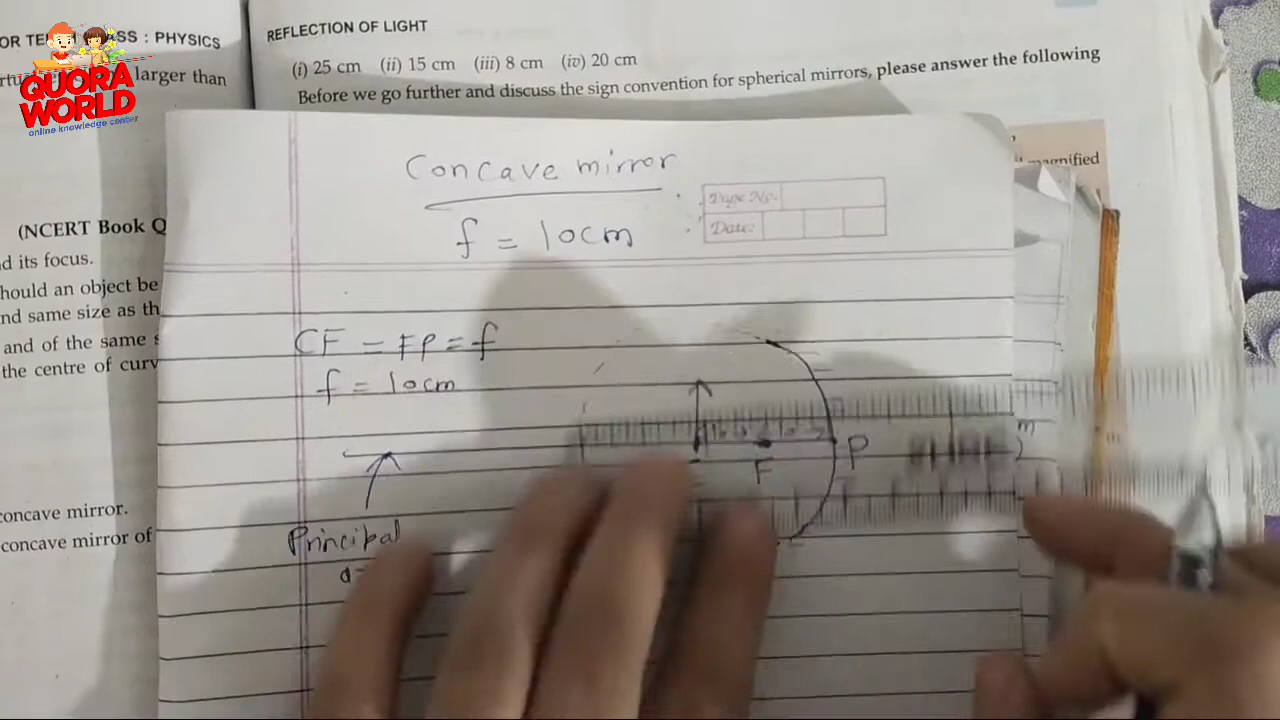 OR TE SS : PHYSICS
larger than
QUORA
WORLD
online knowledge center
(NCERT Book Q
d its focus.
hould an object be
nd same size as th
and of the same s
the centre of curv
concave mirror.
concave mirror of
REFLECTION OF LIGHT
(i) 25 cm (ii) 15 cm (iii) 8 cm (iv) 20 cm
Before we go further and discuss the sign convention for spherical mirrors, please answer the following
magnified
Concave mirror
f = 10cm
Page No.
Date:
CF = FP = f
f = 10cm
F
P
Principal